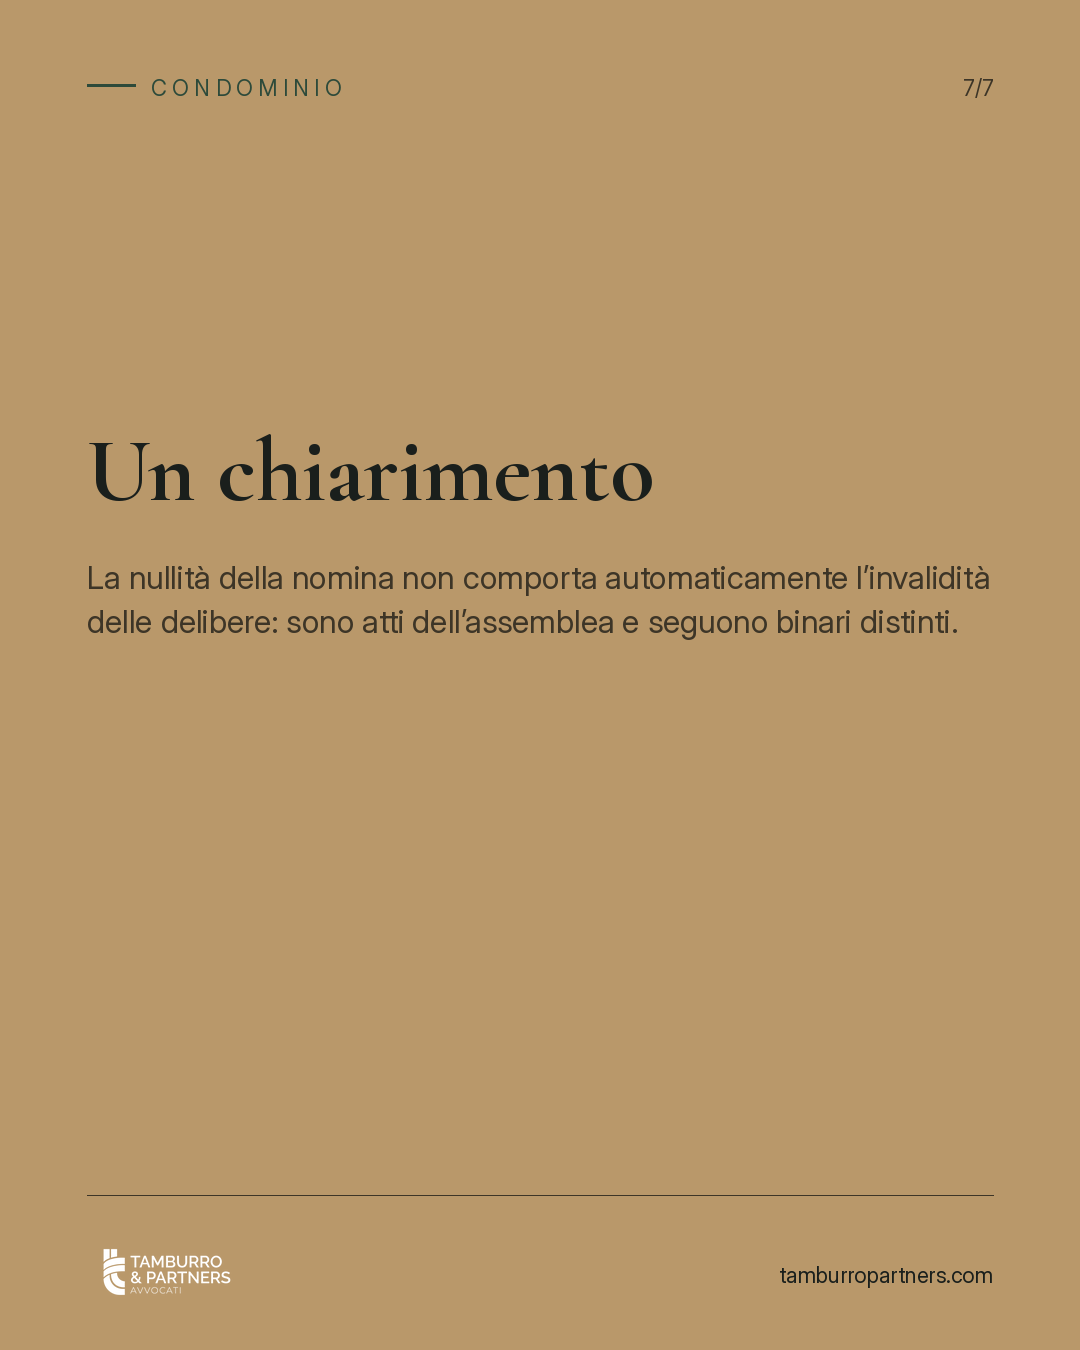 CONDOMINIO
7/7
Un chiarimento
La nullità della nomina non comporta automaticamente l’invalidità
delle delibere: sono atti dell’assemblea e seguono binari distinti.
TAMBURRO
& PARTNERS
AVVOCATI
tamburropartners.com